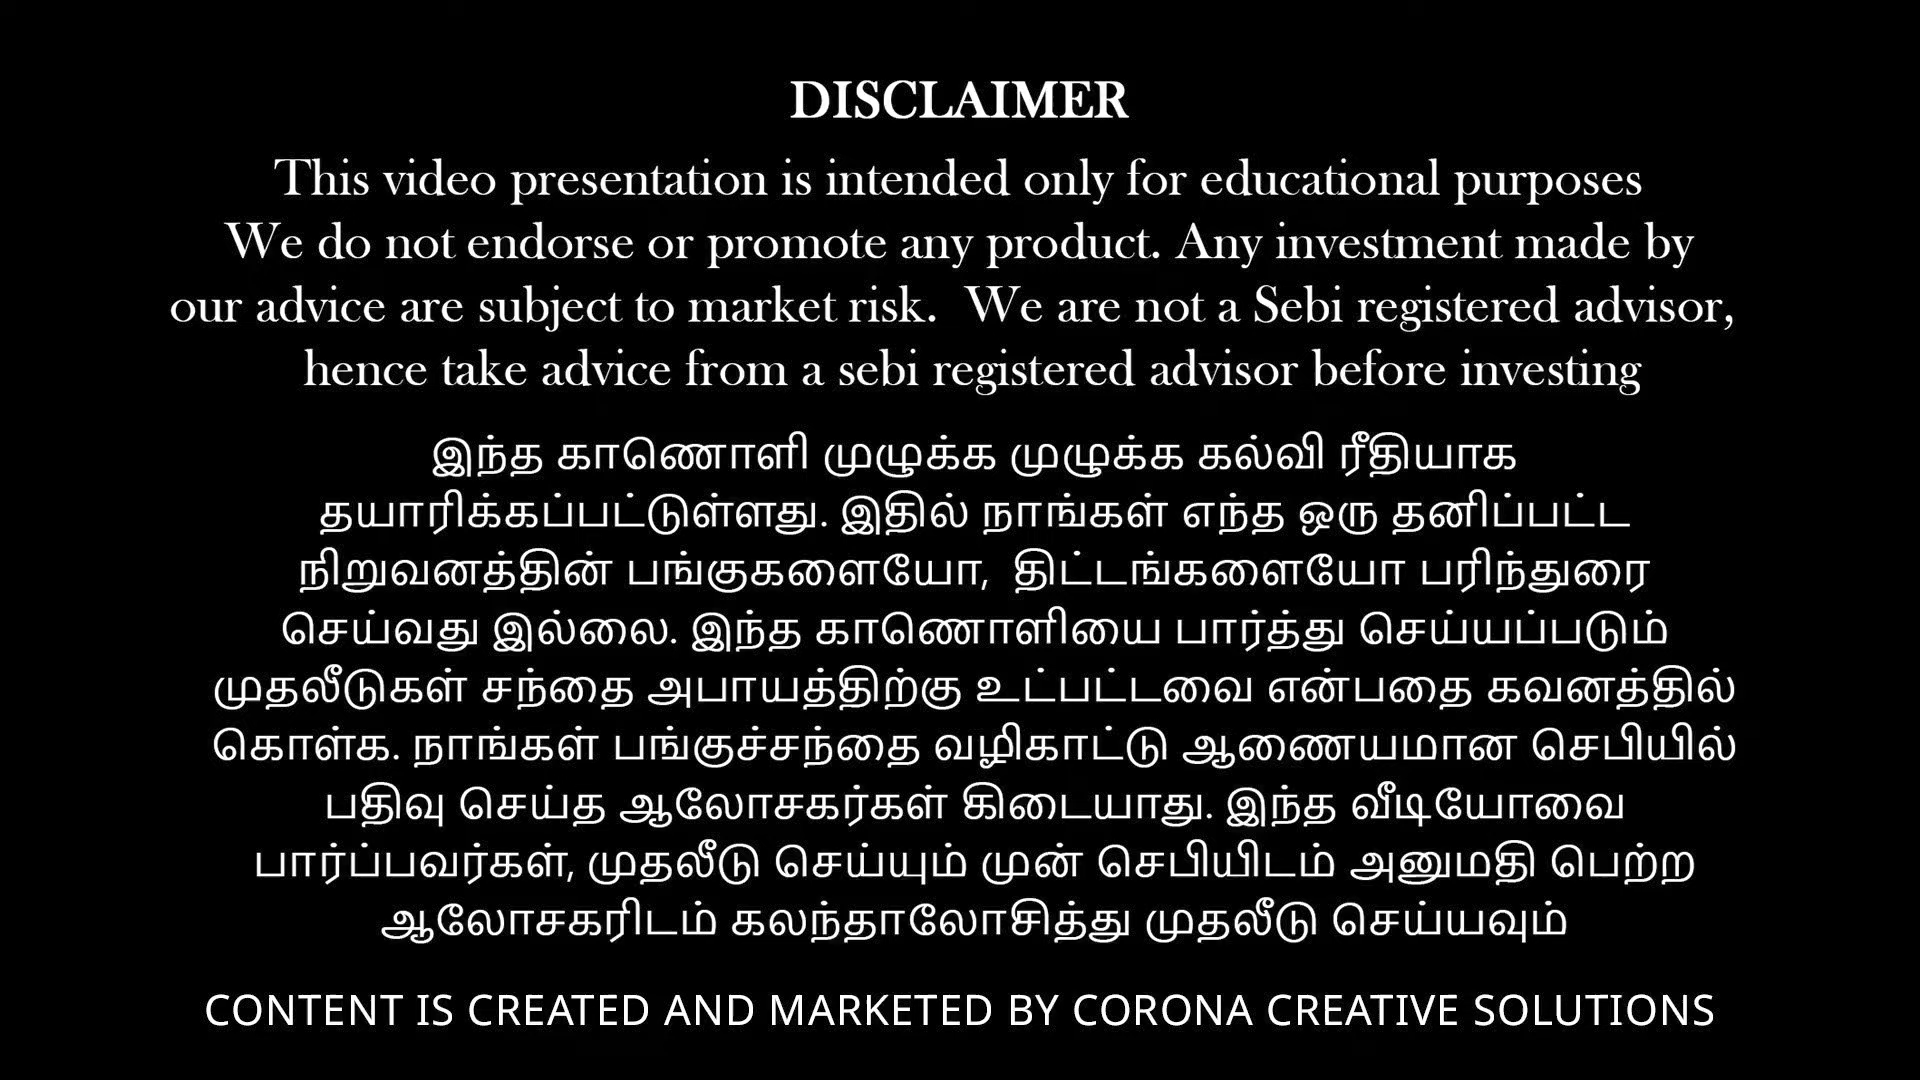 DISCLAIMER
This video presentation is intended only for educational purposes
We do not endorse or promote any product. Any investment made by
our advice are subject to market risk.  We are not a Sebi registered advisor,
hence take advice from a sebi registered advisor before investing
இந்த காணொளி முழுக்க முழுக்க கல்வி ரீதியாக
தயாரிக்கப்பட்டுள்ளது. இதில் நாங்கள் எந்த ஒரு தனிப்பட்ட
நிறுவனத்தின் பங்குகளையோ,  திட்டங்களையோ பரிந்துரை
செய்வது இல்லை. இந்த காணொளியை பார்த்து செய்யப்படும்
முதலீடுகள் சந்தை அபாயத்திற்கு உட்பட்டவை என்பதை கவனத்தில்
கொள்க. நாங்கள் பங்குச்சந்தை வழிகாட்டு ஆணையமான செபியில்
பதிவு செய்த ஆலோசகர்கள் கிடையாது. இந்த வீடியோவை
பார்ப்பவர்கள், முதலீடு செய்யும் முன் செபியிடம் அனுமதி பெற்ற
ஆலோசகரிடம் கலந்தாலோசித்து முதலீடு செய்யவும்
CONTENT IS CREATED AND MARKETED BY CORONA CREATIVE SOLUTIONS